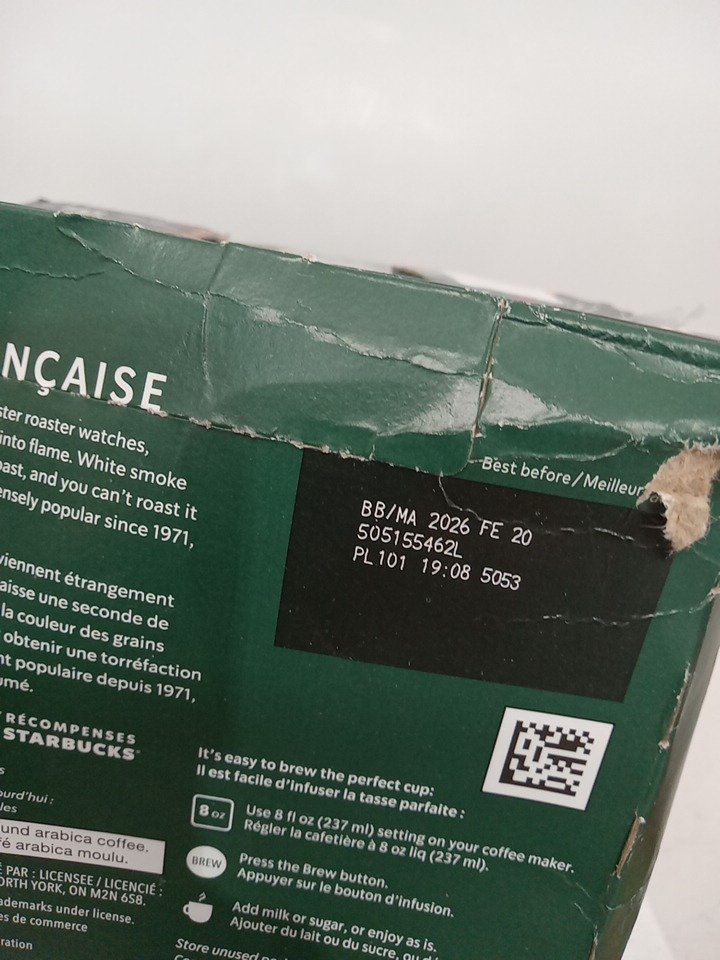 NÇAISE
ster roaster watches,
into flame. White smoke
oast, and you can't roast it
ensely popular since 1971,
viennent étrangement
aisse une seconde de
la couleur des grains
obtenir une torréfaction
nt populaire depuis 1971,
umé.
RÉCOMPENSES
STARBUCKS
ourd'hui :
les
und arabica coffee.
fé arabica moulu.
É PAR : LICENSEE / LICENCIÉ :
ORTH YORK, ON M2N 6S8.
ademarks under license.
es de commerce
ration
Best before / Meilleur
BB/MA 2026 FE 20
505155462L
PL101 19:08 5053
It's easy to brew the perfect cup:
Il est facile d'infuser la tasse parfaite :
8 oz
Use 8 fl oz (237 ml) setting on your coffee maker.
Régler la cafetière à 8 oz liq (237 ml).
BREW
Press the Brew button.
Appuyer sur le bouton d'infusion.
Add milk or sugar, or enjoy as is.
Ajouter du lait ou du sucre, ou d
Store unused po